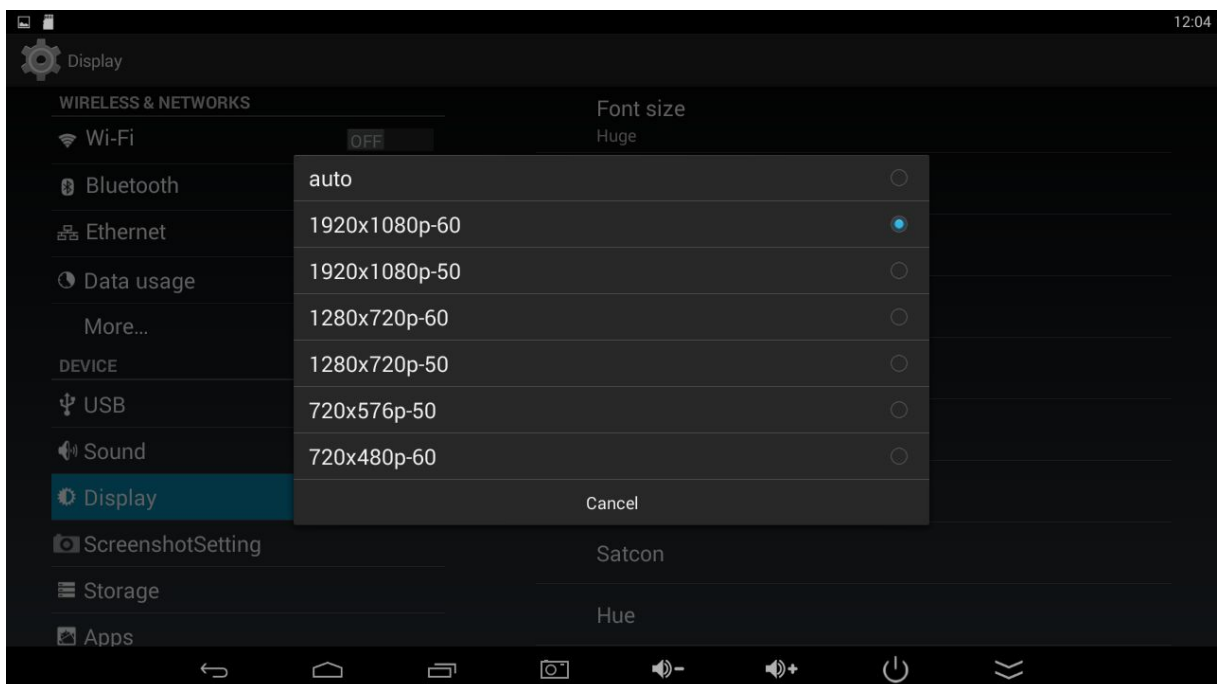 12:04
Display
WIRELESS & NETWORKS
Wi-Fi
OFF
Bluetooth
Ethernet
Data usage
More...
DEVICE
USB
Sound
Display
ScreenshotSetting
Storage
Apps
Font size
Huge
auto
1920x1080p-60
1920x1080p-50
1280x720p-60
1280x720p-50
720x576p-50
720x480p-60
Cancel
Satcon
Hue